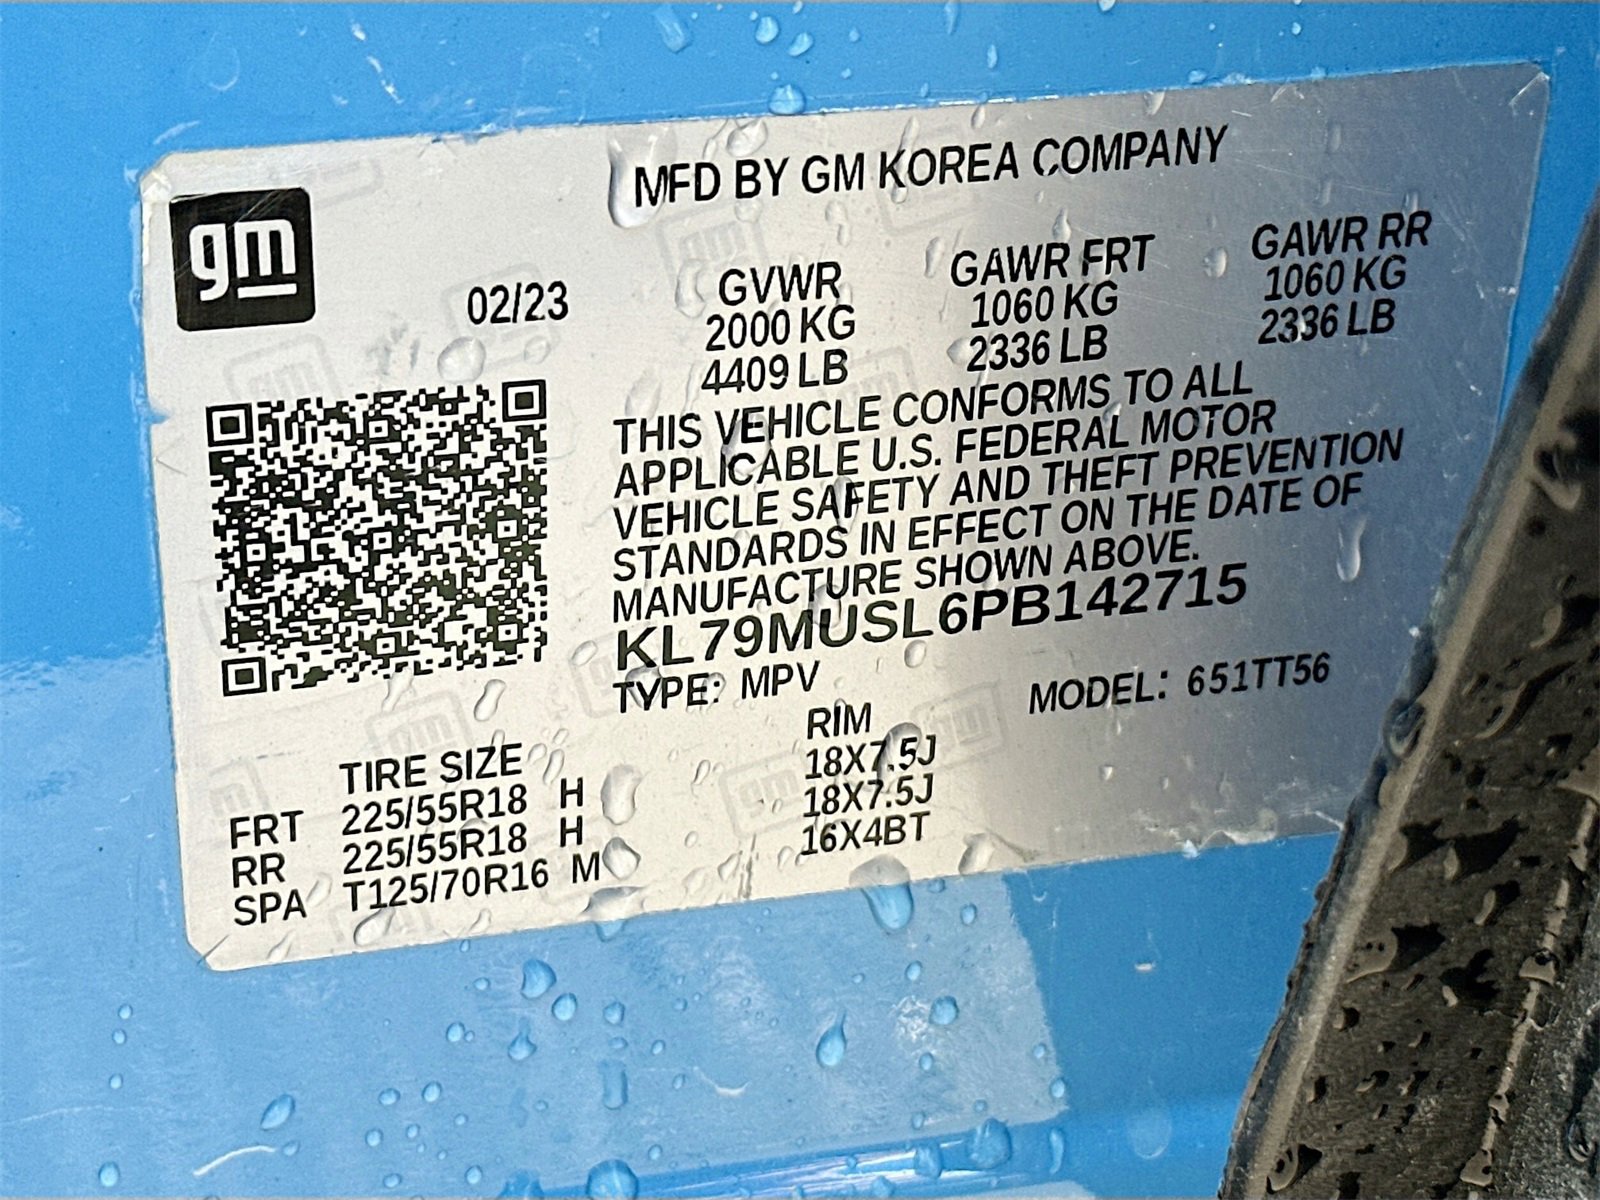 MFD BY GM KOREA COMPANY
gm
02/23
GVWR GAWR FRT GAWR RR
2000 KG 1060 KG 1060 KG
4409 LB 2336 LB 2336 LB
THIS VEHICLE CONFORMS TO ALL
APPLICABLE U.S. FEDERAL MOTOR
VEHICLE SAFETY AND THEFT PREVENTION
STANDARDS IN EFFECT ON THE DATE OF
MANUFACTURE SHOWN ABOVE.
KL79MUSL6PB142715
TYPE: MPV MODEL: 651TT56
TIRE SIZE RIM
FRT 225/55R18 H 18X7.5J
RR 225/55R18 H 18X7.5J
SPA T125/70R16 M 16X4BT